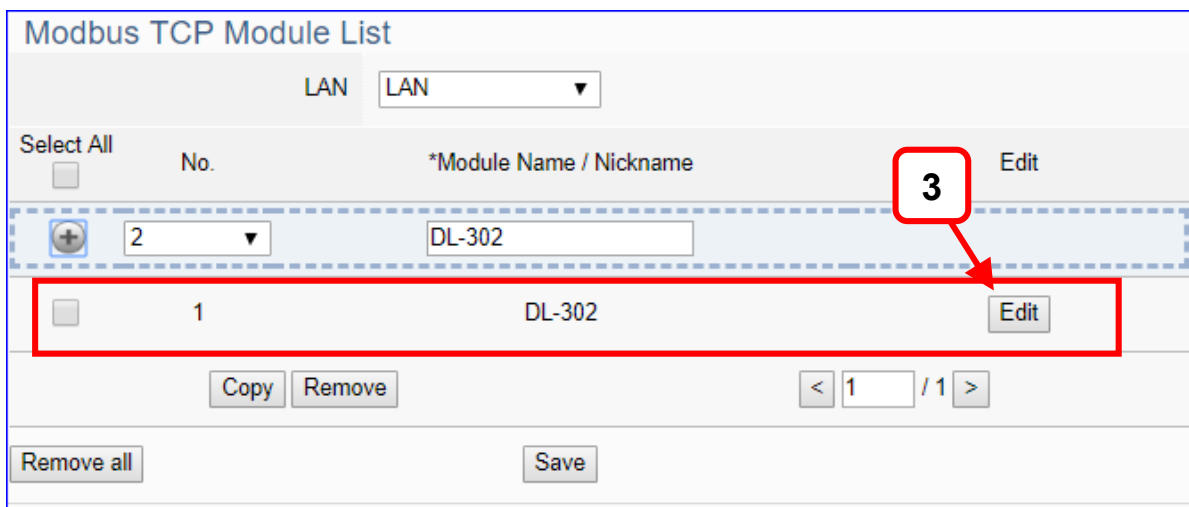 Modbus TCP Module List
LAN LAN ▼
Select All No. *Module Name / Nickname Edit
3
+ 2 ▼ DL-302
1 DL-302 Edit
Copy Remove < 1 / 1 >
Remove all Save